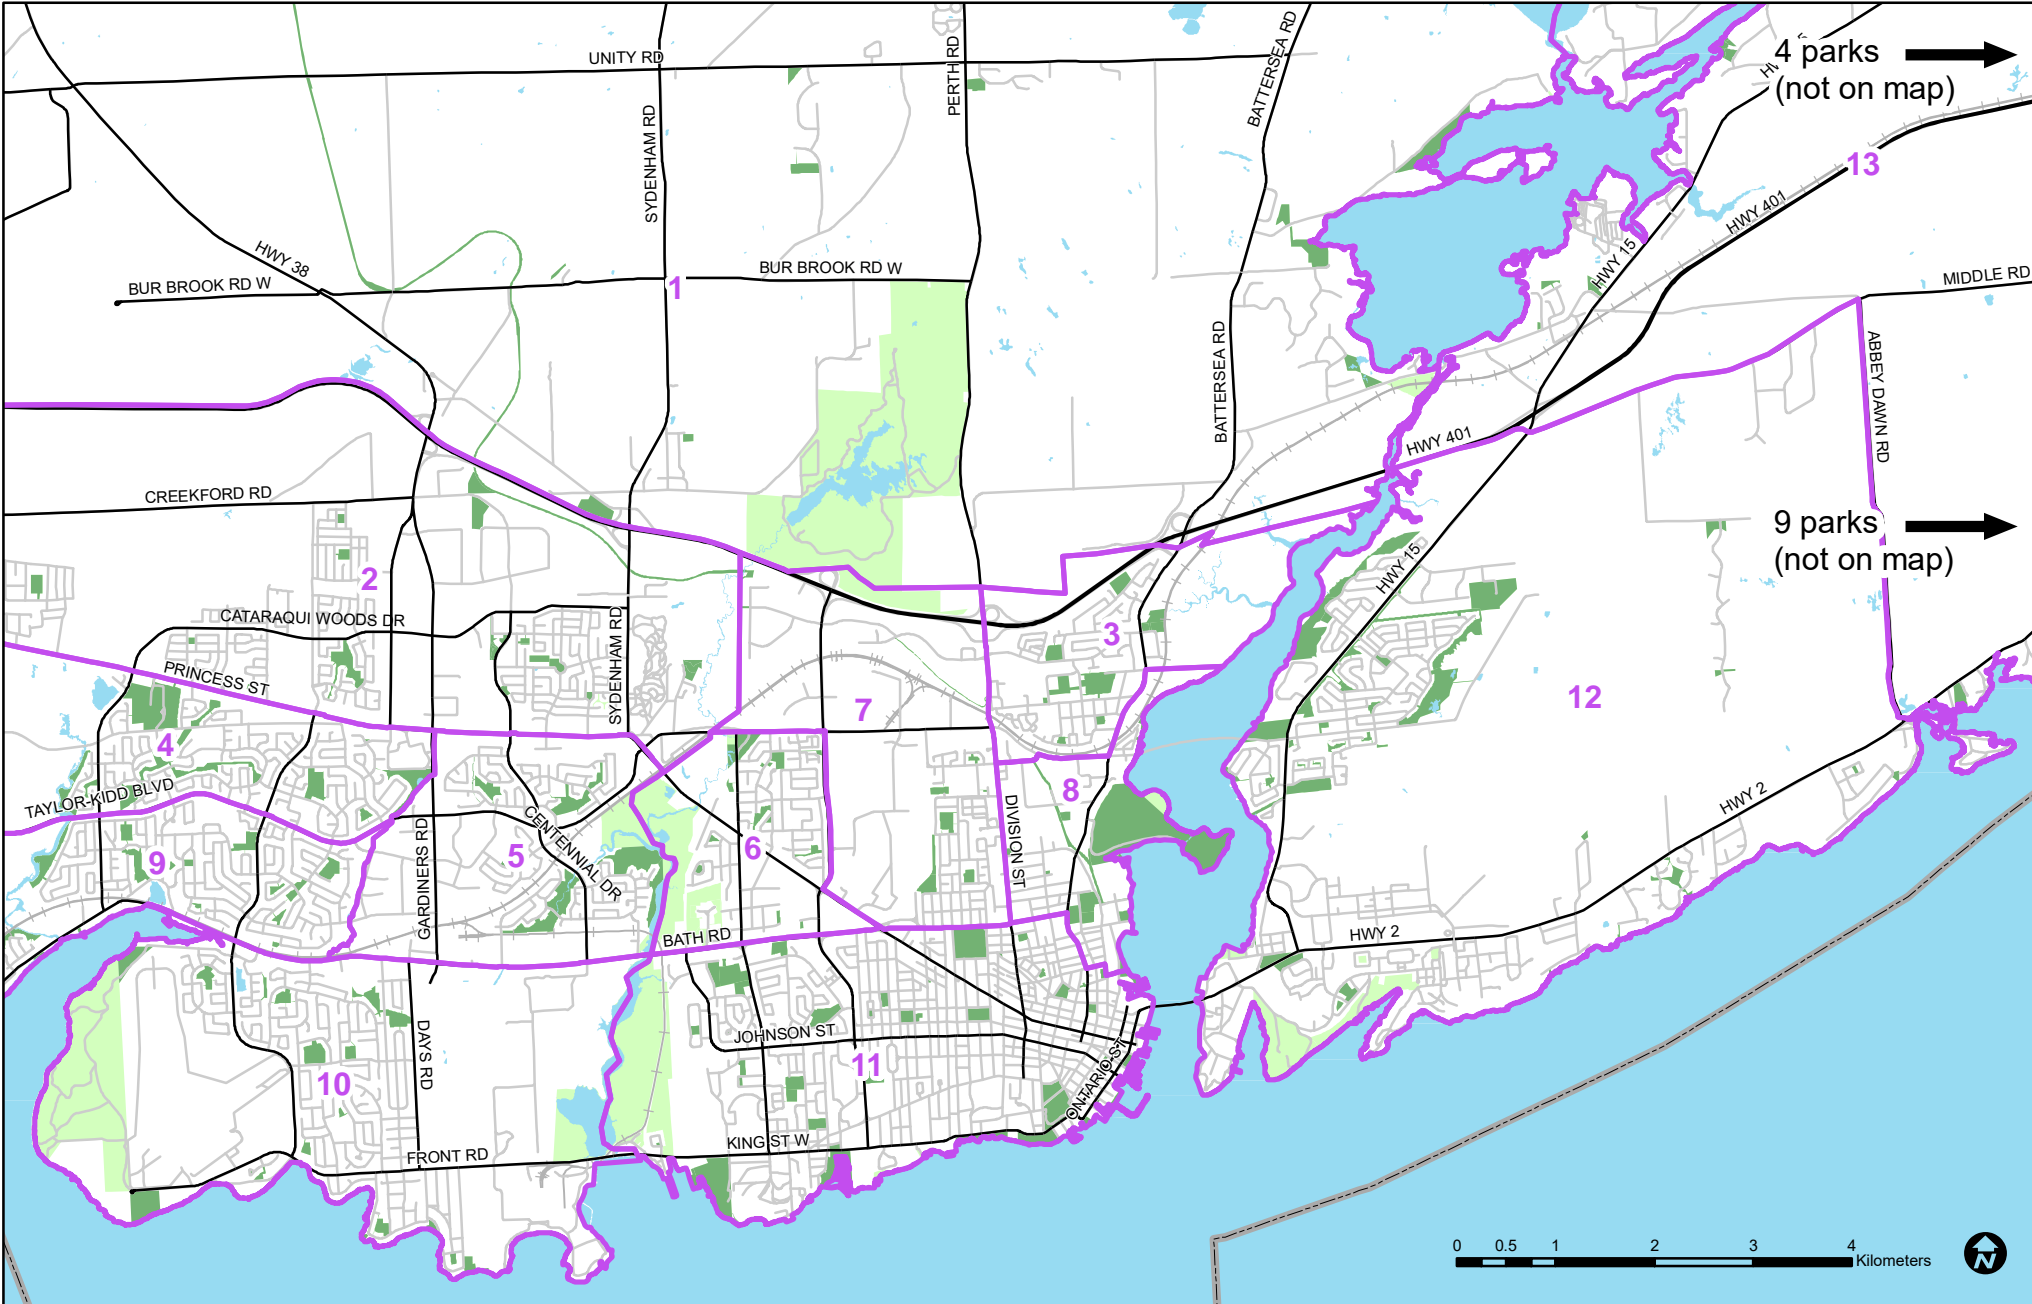 UNITY RD
SYDENHAM RD
PERTH RD
BATTERSEA RD
4 parks
(not on map)
13
HWY 401
HWY 15
MIDDLE RD
HWY 38
BUR BROOK RD W
BUR BROOK RD W
1
BATTERSEA RD
ABBEY DAWN RD
HWY 401
CREEKFORD RD
9 parks
(not on map)
HWY 15
2
CATARAQUI WOODS DR
SYDENHAM RD
3
PRINCESS ST
12
7
4
TAYLOR-KIDD BLVD
8
DIVISION ST
HWY 2
CENTENNIAL DR
GARDINERS RD
5
6
9
BATH RD
HWY 2
JOHNSON ST
DAYS RD
10
11
ONTARIO ST
KING ST W
FRONT RD
0 0.5 1 2 3 4
Kilometers
N